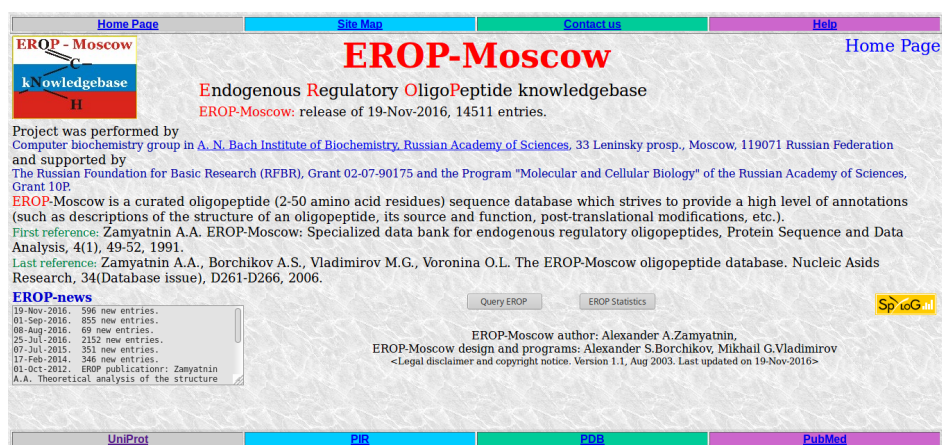 Home Page Site Map Contact us Help
EROP - Moscow
C
kNowledgebase
H
EROP-Moscow
Home Page
Endogenous Regulatory OligoPeptide knowledgebase
EROP-Moscow: release of 19-Nov-2016, 14511 entries.
Project was performed by
Computer biochemistry group in A. N. Bach Institute of Biochemistry, Russian Academy of Sciences, 33 Leninsky prosp., Moscow, 119071 Russian Federation
and supported by
The Russian Foundation for Basic Research (RFBR), Grant 02-07-90175 and the Program "Molecular and Cellular Biology" of the Russian Academy of Sciences,
Grant 10P.
EROP-Moscow is a curated oligopeptide (2-50 amino acid residues) sequence database which strives to provide a high level of annotations
(such as descriptions of the structure of an oligopeptide, its source and function, post-translational modifications, etc.).
First reference: Zamyatnin A.A. EROP-Moscow: Specialized data bank for endogenous regulatory oligopeptides, Protein Sequence and Data
Analysis, 4(1), 49-52, 1991.
Last reference: Zamyatnin A.A., Borchikov A.S., Vladimirov M.G., Voronina O.L. The EROP-Moscow oligopeptide database. Nucleic Asids
Research, 34(Database issue), D261-D266, 2006.
EROP-news
19-Nov-2016. 596 new entries.
01-Sep-2016. 855 new entries.
08-Aug-2016. 69 new entries.
25-Jul-2016. 2152 new entries.
07-Jul-2015. 351 new entries.
17-Feb-2014. 346 new entries.
01-Oct-2012. EROP publicationr: Zamyatnin
A.A. Theoretical analysis of the structure
Query EROP EROP Statistics
SpyLOG
EROP-Moscow author: Alexander A.Zamyatnin,
EROP-Moscow design and programs: Alexander S.Borchikov, Mikhail G.Vladimirov
<Legal disclaimer and copyright notice. Version 1.1, Aug 2003. Last updated on 19-Nov-2016>
UniProt PIR PDB PubMed